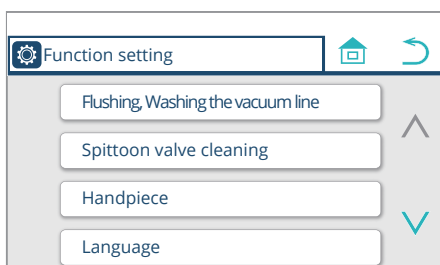 Function setting
Flushing, Washing the vacuum line
Spittoon valve cleaning
Handpiece
Language